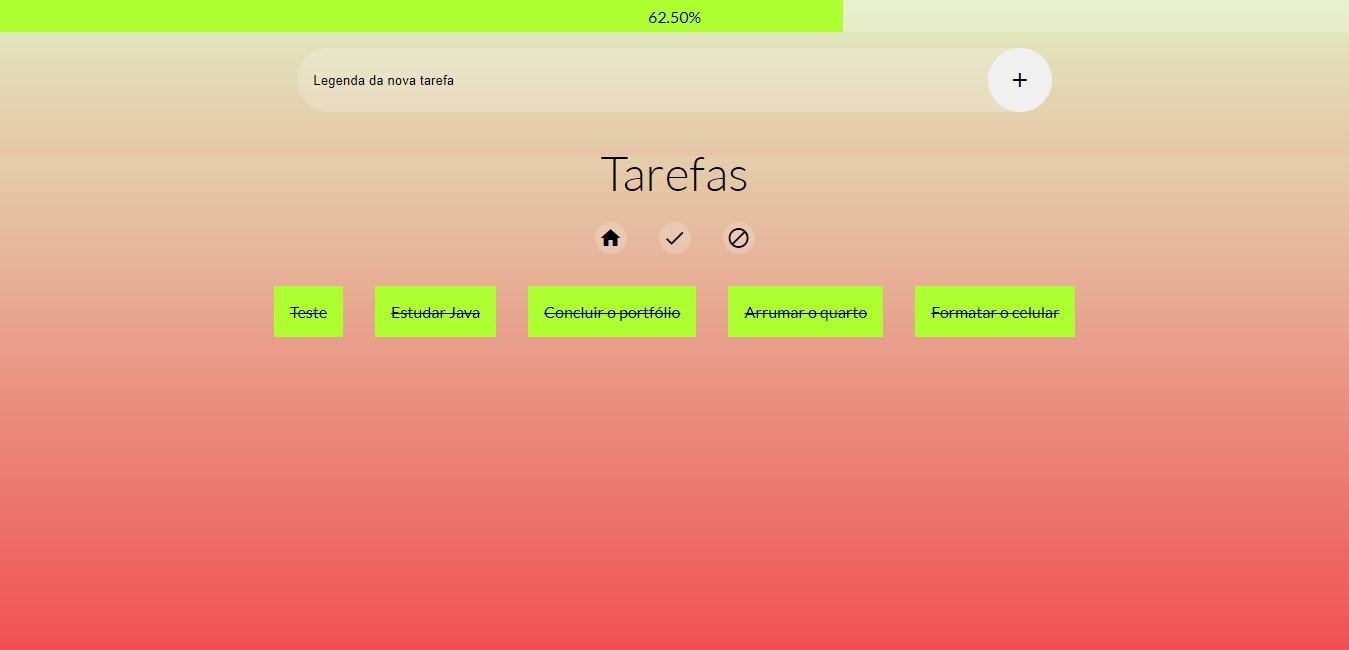 62.50%
Legenda da nova tarefa
+
Tarefas
Teste Estudar Java Concluir o portfólio Arrumar o quarto Formatar o celular